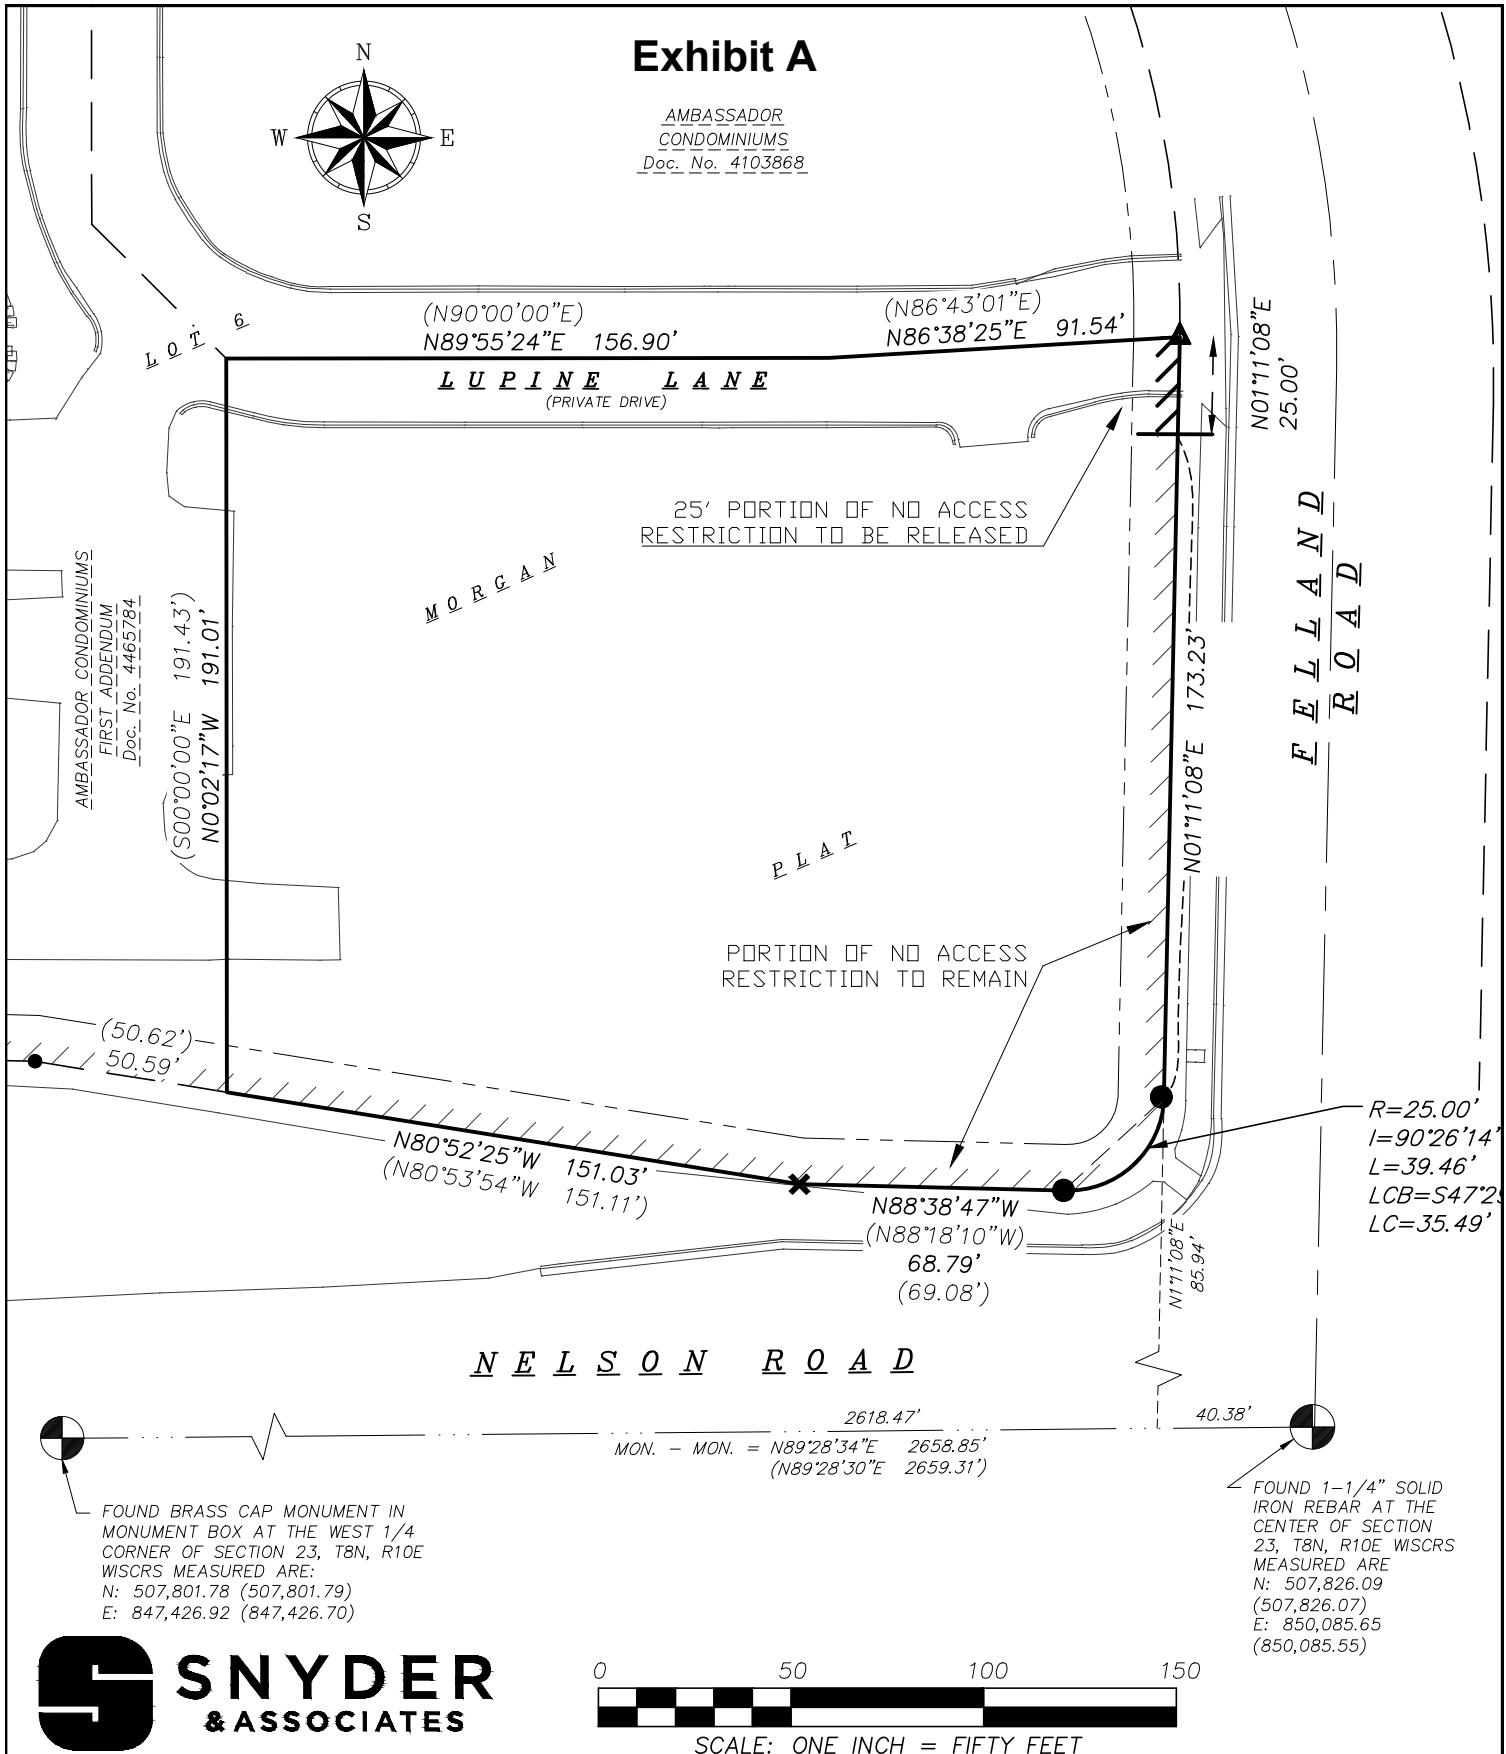 Exhibit A
N
W E
S
AMBASSADOR
CONDOMINIUMS
Doc. No. 4103868
LOT 6
(N90°00'00"E)
N89°55'24"E 156.90'
(N86°43'01"E)
N86°38'25"E 91.54'
LUPINE LANE
(PRIVATE DRIVE)
N01°11'08"E
25.00'
25' PORTION OF NO ACCESS
RESTRICTION TO BE RELEASED
FELLAND
ROAD
MORGAN
PLAT
AMBASSADOR CONDOMINIUMS
FIRST ADDENDUM
Doc. No. 4465784
(S00°00'00"E 191.43')
N0°02'17"W 191.01'
N01°11'08"E 173.23'
PORTION OF NO ACCESS
RESTRICTION TO REMAIN
(50.62')
50.59'
N80°52'25"W 151.03'
(N80°53'54"W 151.11')
N88°38'47"W
(N88°18'10"W)
68.79'
(69.08')
R=25.00'
I=90°26'14"
L=39.46'
LCB=S47°29
LC=35.49'
N1°11'08"E
85.94'
NELSON ROAD
2618.47'
40.38'
MON. - MON. = N89°28'34"E 2658.85'
(N89°28'30"E 2659.31')
FOUND BRASS CAP MONUMENT IN
MONUMENT BOX AT THE WEST 1/4
CORNER OF SECTION 23, T8N, R10E
WISCRS MEASURED ARE:
N: 507,801.78 (507,801.79)
E: 847,426.92 (847,426.70)
FOUND 1-1/4" SOLID
IRON REBAR AT THE
CENTER OF SECTION
23, T8N, R10E WISCRS
MEASURED ARE
N: 507,826.09
(507,826.07)
E: 850,085.65
(850,085.55)
SNYDER
& ASSOCIATES
0 50 100 150
SCALE: ONE INCH = FIFTY FEET